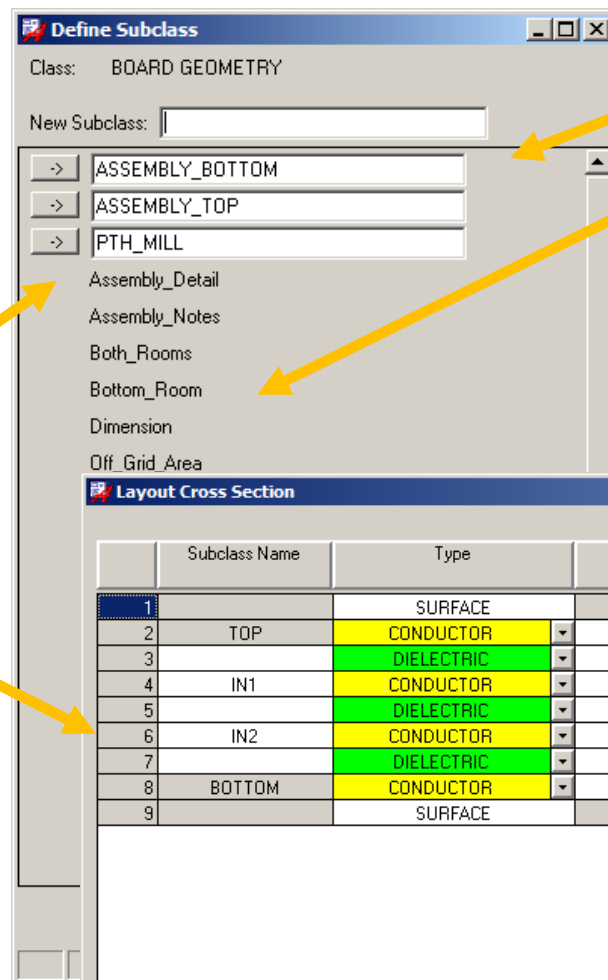 Define Subclass
Class: BOARD GEOMETRY
New Subclass:
-> ASSEMBLY_BOTTOM
-> ASSEMBLY_TOP
-> PTH_MILL
Assembly_Detail
Assembly_Notes
Both_Rooms
Bottom_Room
Dimension
Off_Grid_Area
Layout Cross Section
Subclass Name Type
1 SURFACE
2 TOP CONDUCTOR
3 DIELECTRIC
4 IN1 CONDUCTOR
5 DIELECTRIC
6 IN2 CONDUCTOR
7 DIELECTRIC
8 BOTTOM CONDUCTOR
9 SURFACE